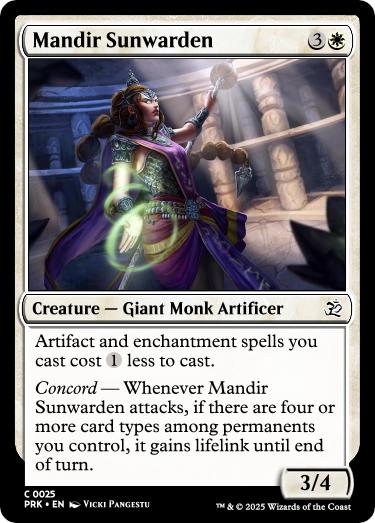 Mandir Sunwarden 3
Creature — Giant Monk Artificer
Artifact and enchantment spells you
cast cost 1 less to cast.
Concord — Whenever Mandir
Sunwarden attacks, if there are four or
more card types among permanents
you control, it gains lifelink until end
of turn.
3/4
C 0025
PRK • EN Vicki Pangestu
™ & © 2025 Wizards of the Coast